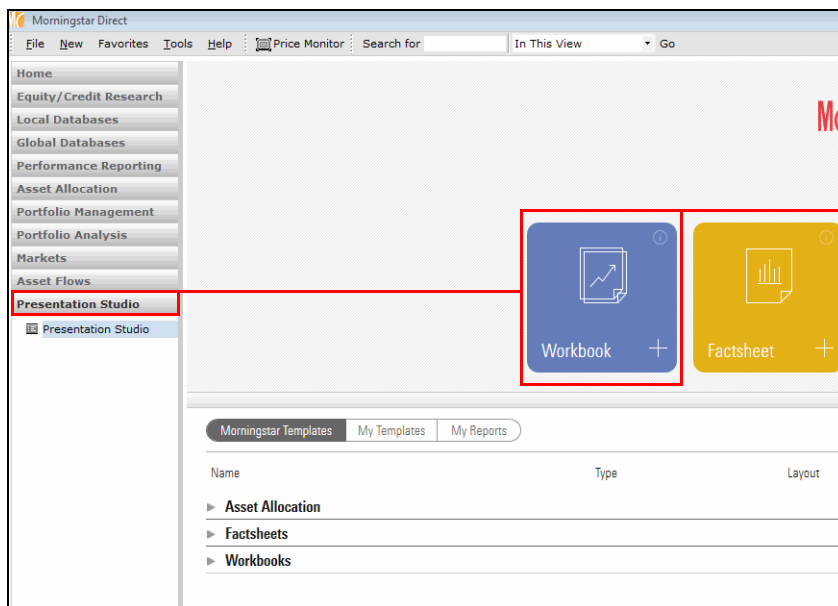 Morningstar Direct
File New Favorites Tools Help Price Monitor Search for In This View Go
Home
Equity/Credit Research
Local Databases
Global Databases
Performance Reporting
Asset Allocation
Portfolio Management
Portfolio Analysis
Markets
Asset Flows
Presentation Studio
Presentation Studio
Mo
Workbook
Factsheet
Morningstar Templates My Templates My Reports
Name Type Layout
Asset Allocation
Factsheets
Workbooks